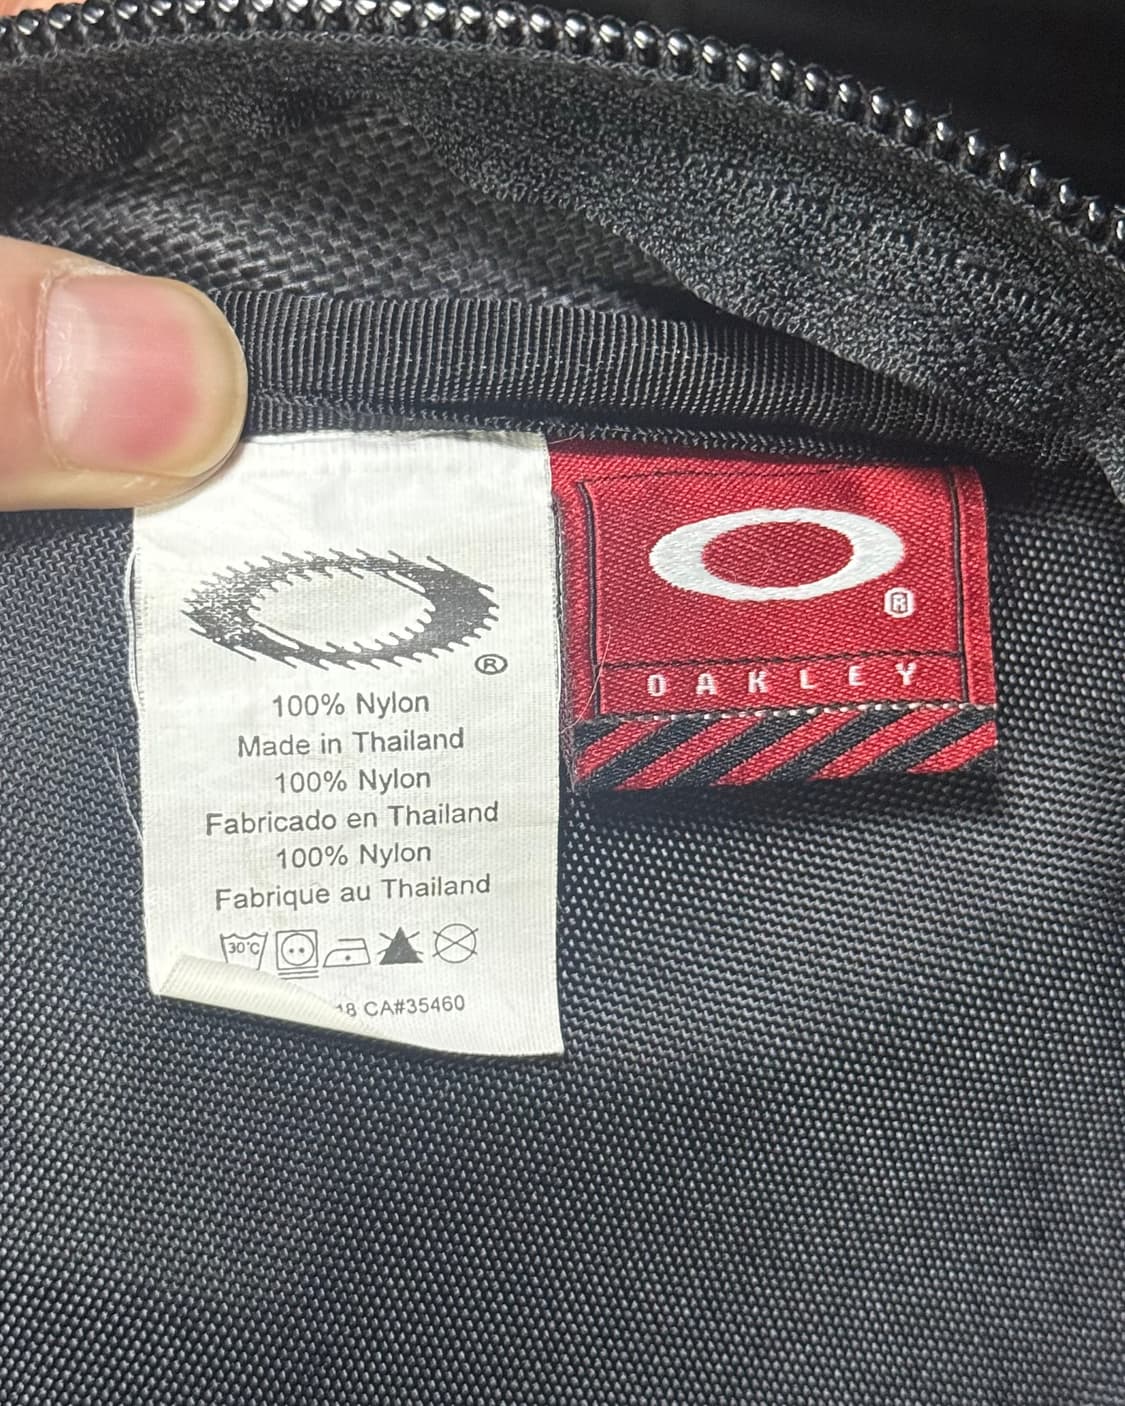 ®
100% Nylon
Made in Thailand
100% Nylon
Fabricado en Thailand
100% Nylon
Fabrique au Thailand
30°C
18 CA#35460
®
OAKLEY